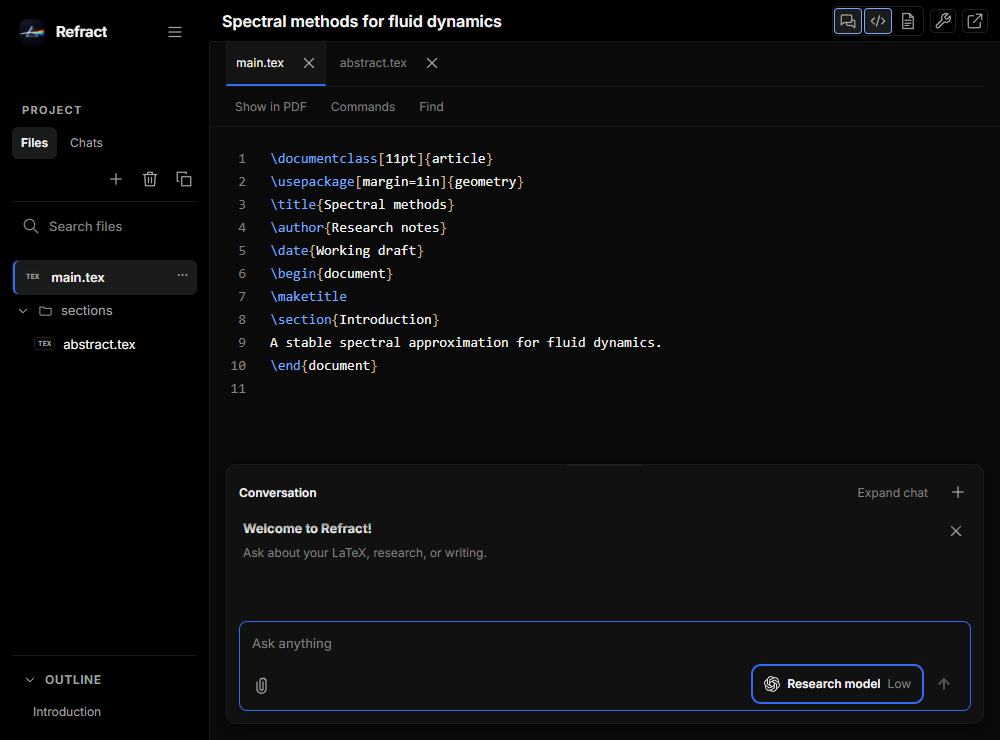 Refract
Spectral methods for fluid dynamics
PROJECT
Files
Chats
Search files
TEX main.tex ...
sections
TEX abstract.tex
OUTLINE
Introduction
main.tex
abstract.tex
Show in PDF
Commands
Find
1 \documentclass[11pt]{article}
2 \usepackage[margin=1in]{geometry}
3 \title{Spectral methods}
4 \author{Research notes}
5 \date{Working draft}
6 \begin{document}
7 \maketitle
8 \section{Introduction}
9 A stable spectral approximation for fluid dynamics.
10 \end{document}
11
Conversation
Expand chat
Welcome to Refract!
Ask about your LaTeX, research, or writing.
Ask anything
Research model Low